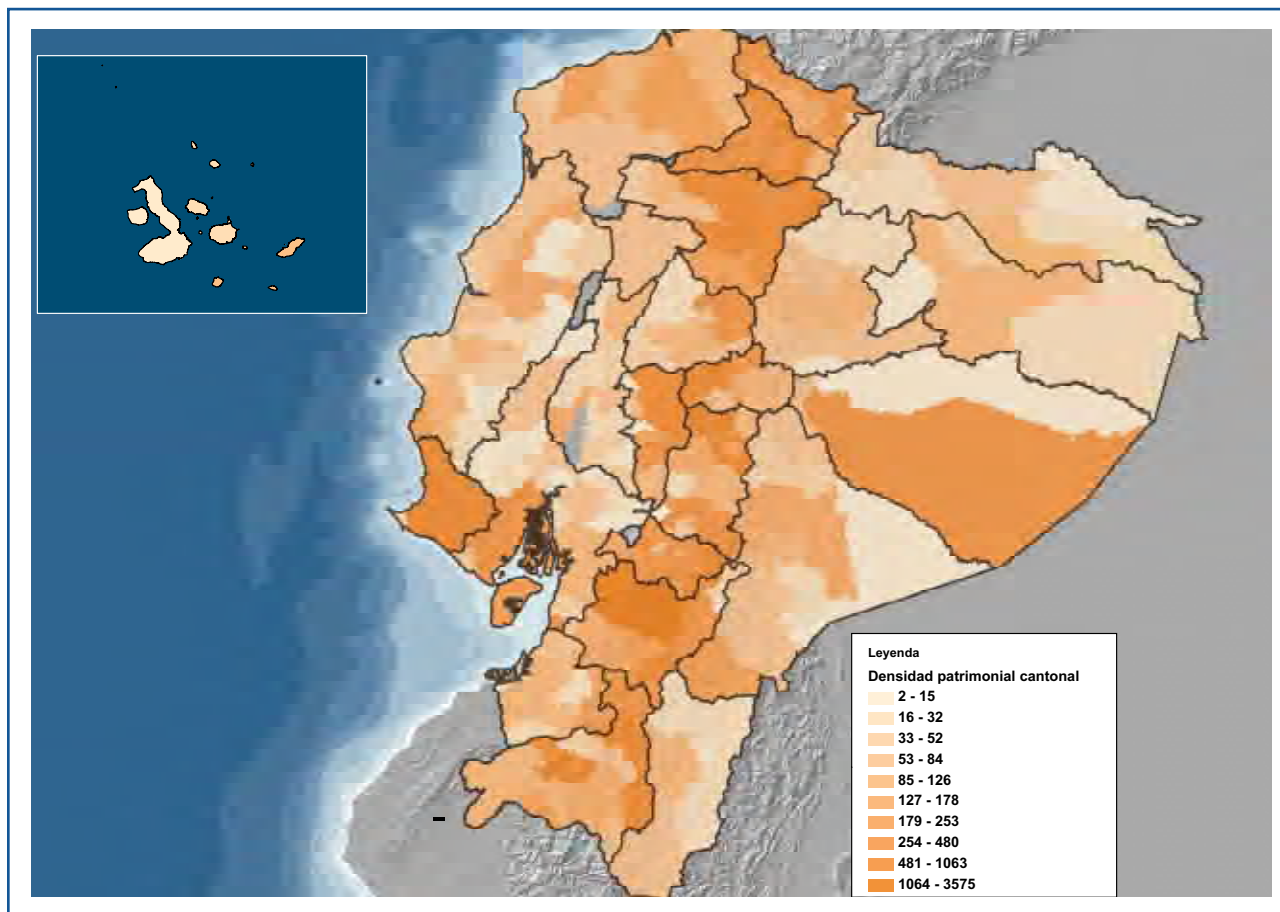 Leyenda
Densidad patrimonial cantonal
2 - 15
16 - 32
33 - 52
53 - 84
85 - 126
127 - 178
179 - 253
254 - 480
481 - 1063
1064 - 3575